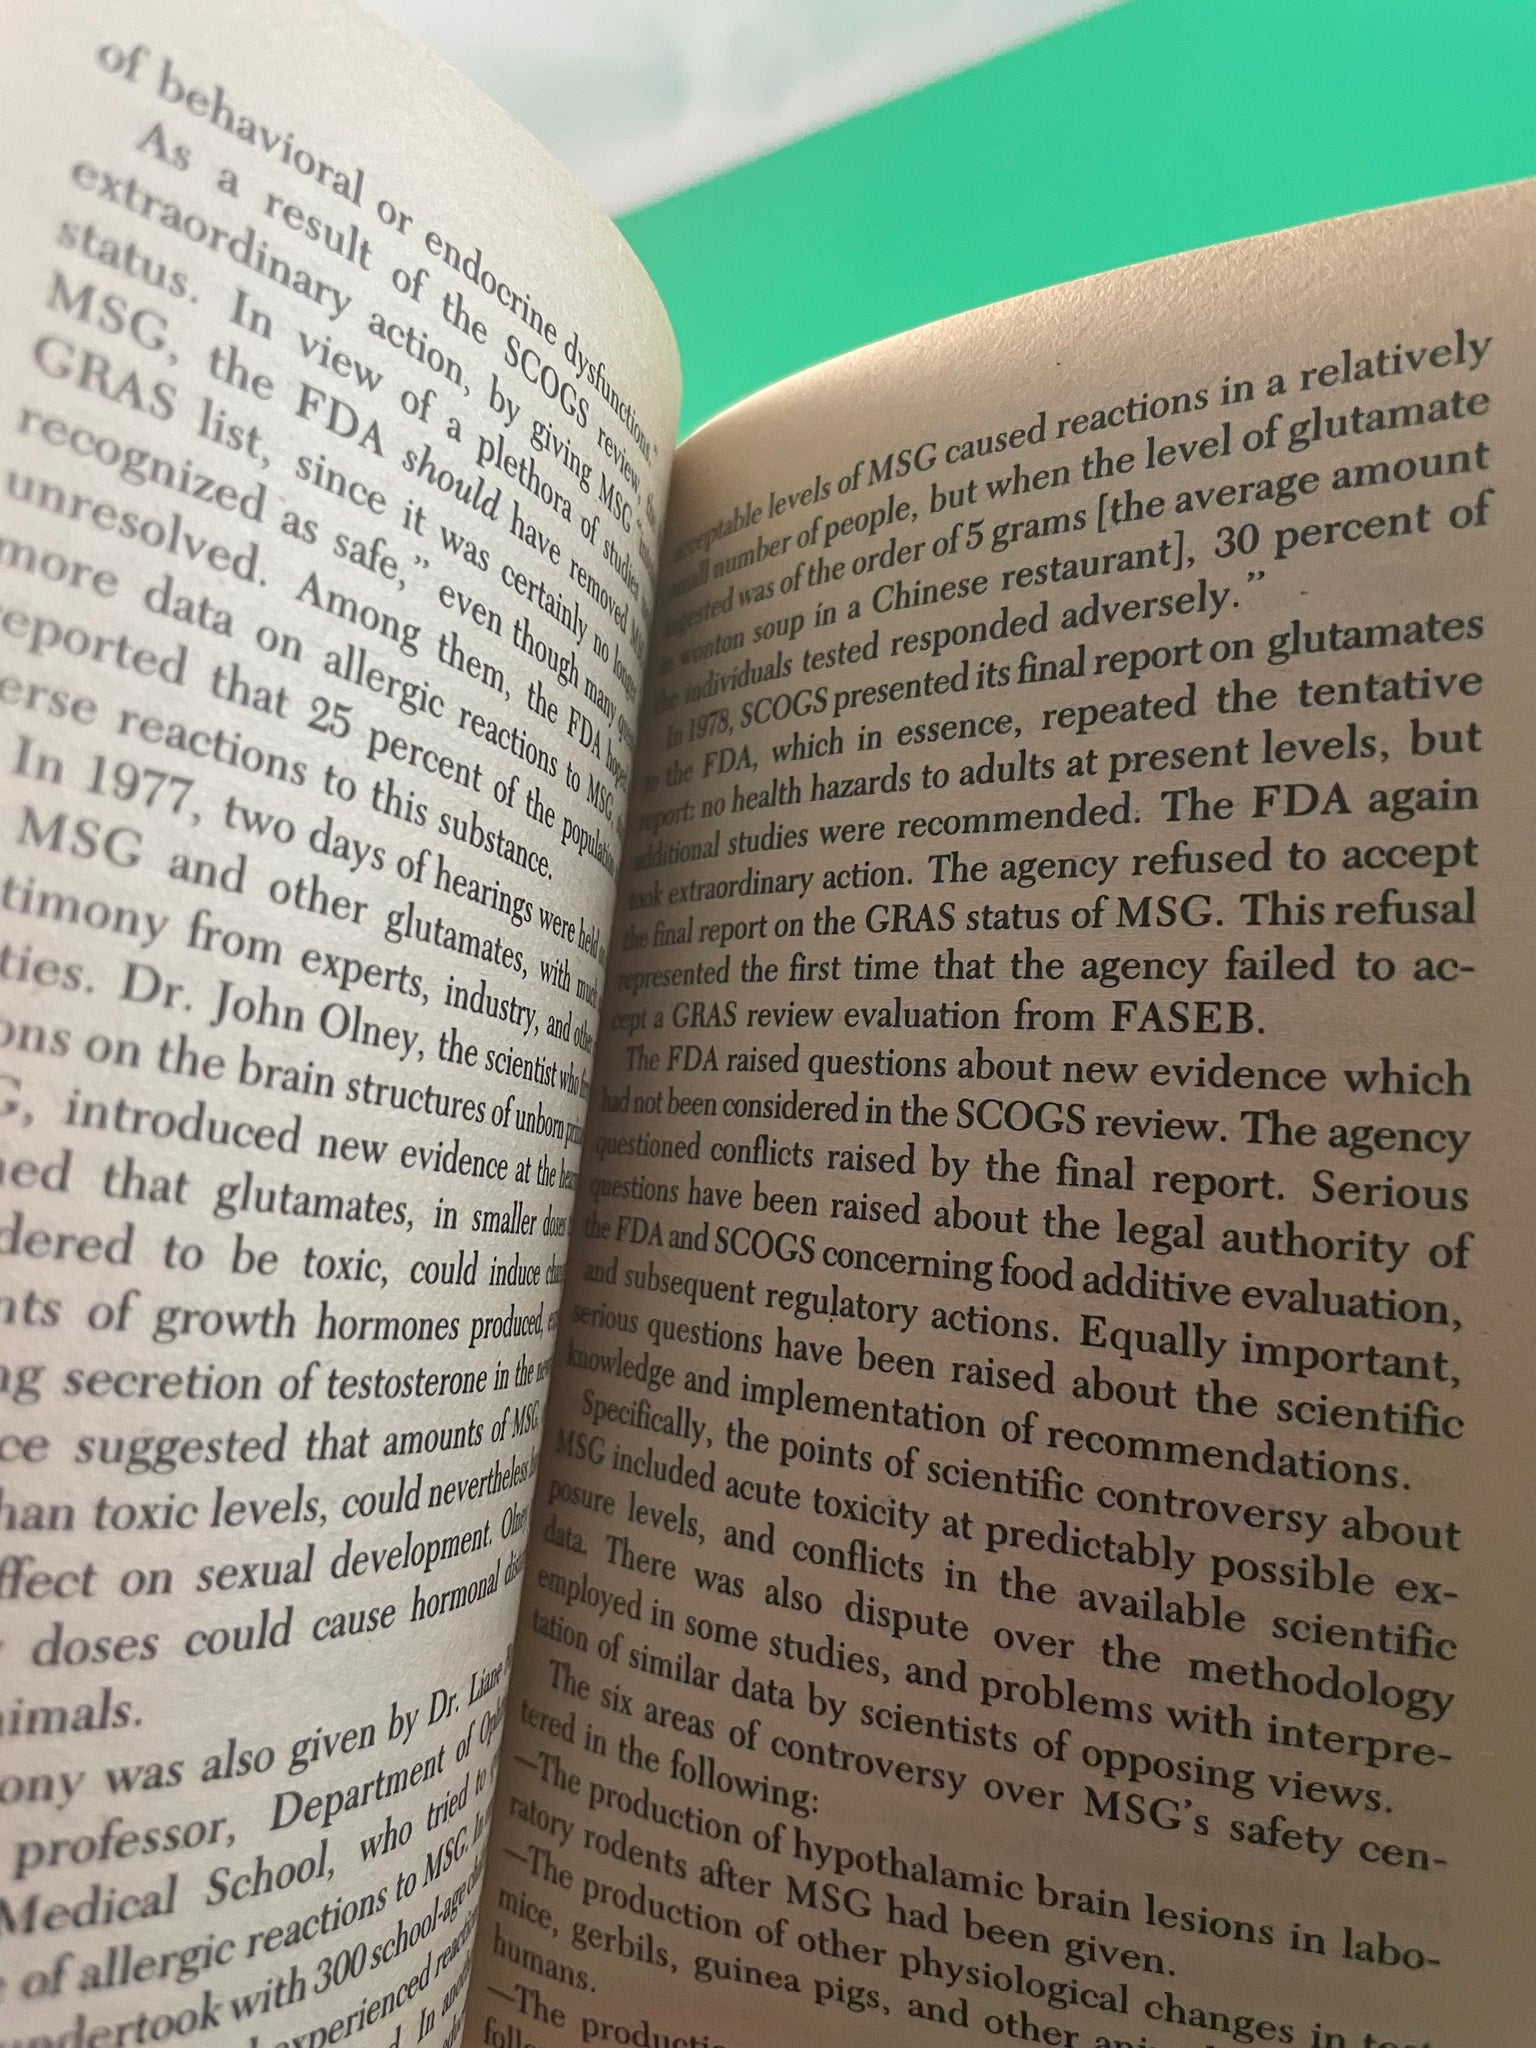 of behavioral or endocrine dysfunctions."
As a result of the SCOGS review, the
extraordinary action, by giving MSG
status. In view of a plethora of studies
MSG, the FDA should have removed
GRAS list, since it was certainly no longer
recognized as safe," even though many
unresolved. Among them, the FDA
more data on allergic reactions to MSG,
reported that 25 percent of the population
reactions to this substance.
In 1977, two days of hearings were held
MSG and other glutamates, with much
from experts, industry, and
Dr. John Olney, the scientist who
on the brain structures of unborn
introduced new evidence at the
that glutamates, in smaller doses
to be toxic, could induce
of growth hormones produced,
secretion of testosterone in the
suggested that amounts of MSG,
than toxic levels, could nevertheless
on sexual development. Olney
doses could cause hormonal

was also given by Dr. Liane
professor, Department of
Medical School, who tried to
of allergic reactions to MSG. In
with 300 school-age
experienced
In
acceptable levels of MSG caused reactions in a relatively
small number of people, but when the level of glutamate
ingested was of the order of 5 grams [the average amount
in wonton soup in a Chinese restaurant], 30 percent of
the individuals tested responded adversely."
In 1978, SCOGS presented its final report on glutamates
to the FDA, which in essence, repeated the tentative
report: no health hazards to adults at present levels, but
additional studies were recommended. The FDA again
took extraordinary action. The agency refused to accept
the final report on the GRAS status of MSG. This refusal
represented the first time that the agency failed to ac-
cept a GRAS review evaluation from FASEB.
The FDA raised questions about new evidence which
had not been considered in the SCOGS review. The agency
questioned conflicts raised by the final report. Serious
questions have been raised about the legal authority of
the FDA and SCOGS concerning food additive evaluation,
and subsequent regulatory actions. Equally important,
serious questions have been raised about the scientific
knowledge and implementation of recommendations.
Specifically, the points of scientific controversy about
MSG included acute toxicity at predictably possible ex-
posure levels, and conflicts in the available scientific
data. There was also dispute over the methodology
employed in some studies, and problems with interpre-
tation of similar data by scientists of opposing views.
The six areas of controversy over MSG's safety cen-
tered in the following:
—The production of hypothalamic brain lesions in labo-
ratory rodents after MSG had been given.
—The production of other physiological changes in
mice, gerbils, guinea pigs, and other
humans.
—The